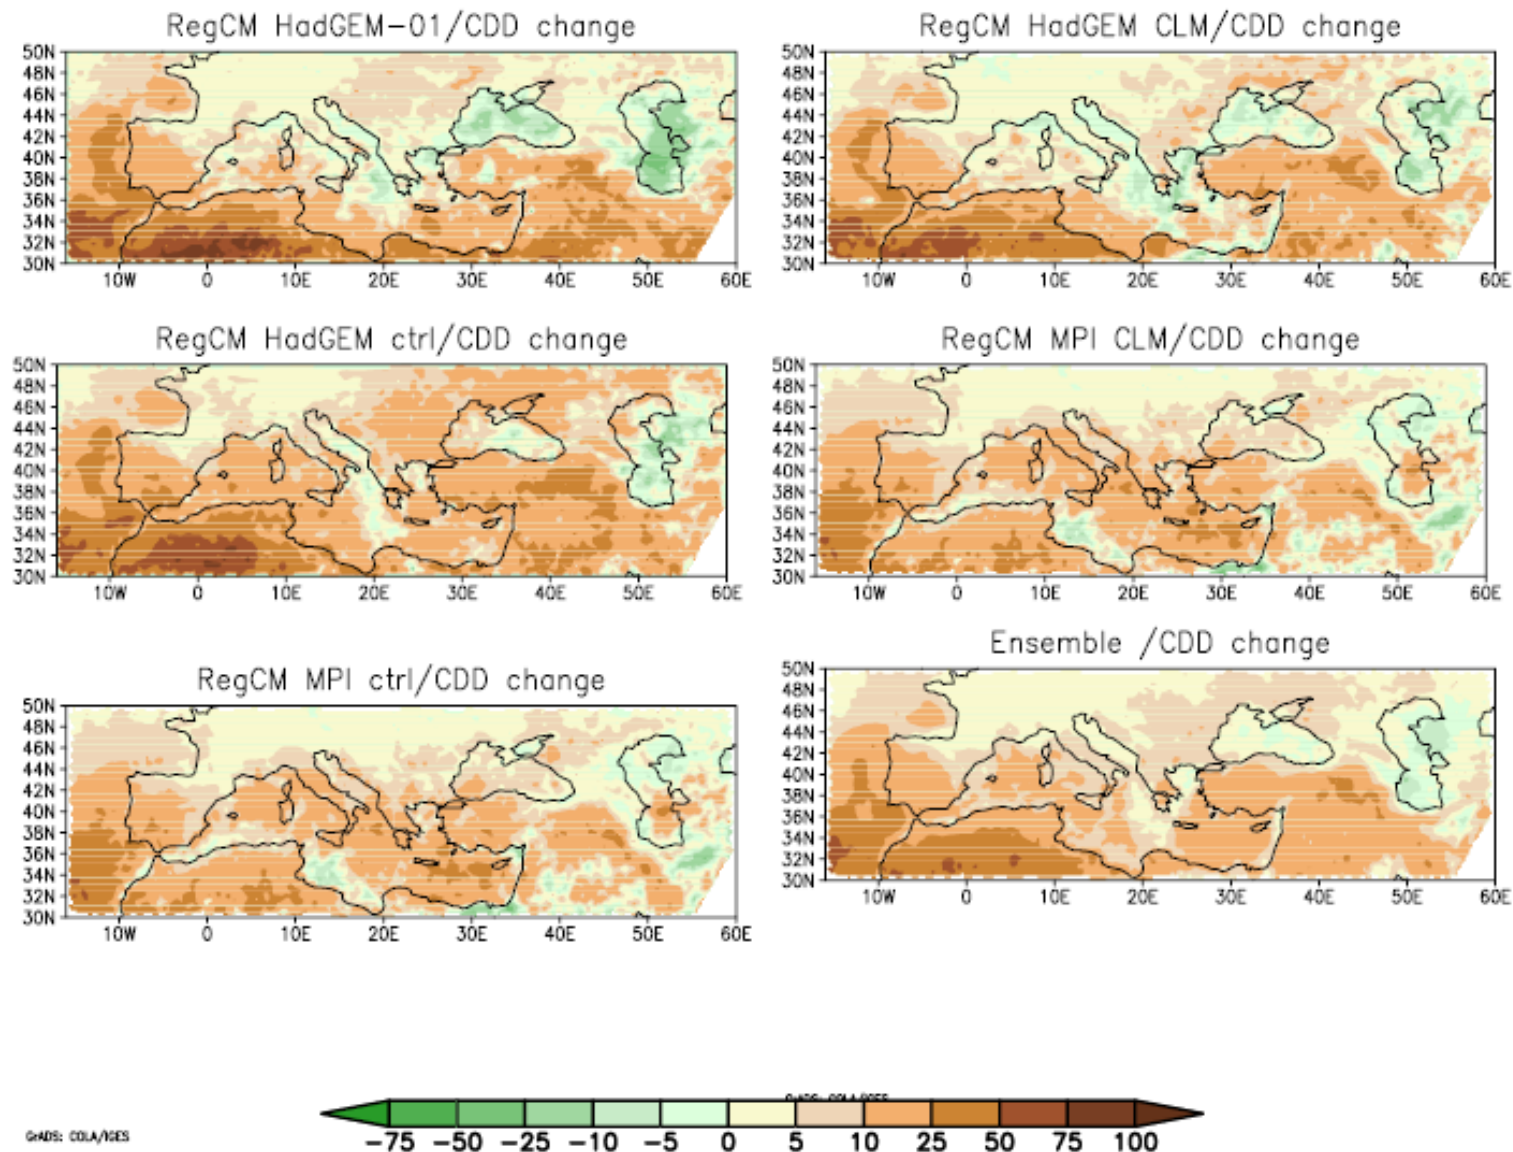 RegCM HadGEM-01/CDD change
50N
48N
46N
44N
42N
40N
38N
36N
34N
32N
30N
10W 0 10E 20E 30E 40E 50E 60E
RegCM HadGEM CLM/CDD change
50N
48N
46N
44N
42N
40N
38N
36N
34N
32N
30N
10W 0 10E 20E 30E 40E 50E 60E
RegCM HadGEM ctrl/CDD change
50N
48N
46N
44N
42N
40N
38N
36N
34N
32N
30N
10W 0 10E 20E 30E 40E 50E 60E
RegCM MPI CLM/CDD change
50N
48N
46N
44N
42N
40N
38N
36N
34N
32N
30N
10W 0 10E 20E 30E 40E 50E 60E
RegCM MPI ctrl/CDD change
50N
48N
46N
44N
42N
40N
38N
36N
34N
32N
30N
10W 0 10E 20E 30E 40E 50E 60E
Ensemble /CDD change
50N
48N
46N
44N
42N
40N
38N
36N
34N
32N
30N
10W 0 10E 20E 30E 40E 50E 60E
GrADS: COLA/IGES
GrADS: COLA/IGES
-75 -50 -25 -10 -5 0 5 10 25 50 75 100